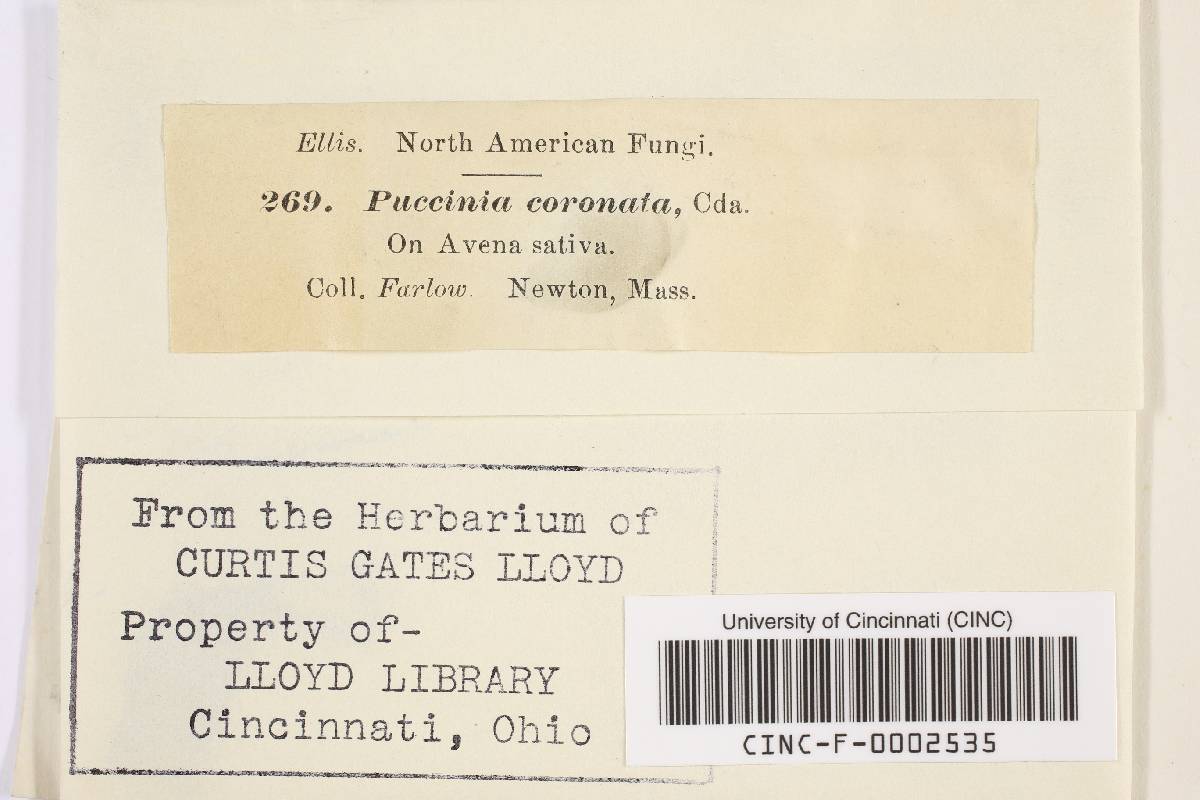 Ellis. North American Fungi.
269. Puccinia coronata, Cda.
On Avena sativa.
Coll. Farlow. Newton, Mass.
From the Herbarium of
CURTIS GATES LLOYD
Property of-
LLOYD LIBRARY
Cincinnati, Ohio
University of Cincinnati (CINC)
CINC-F-0002535